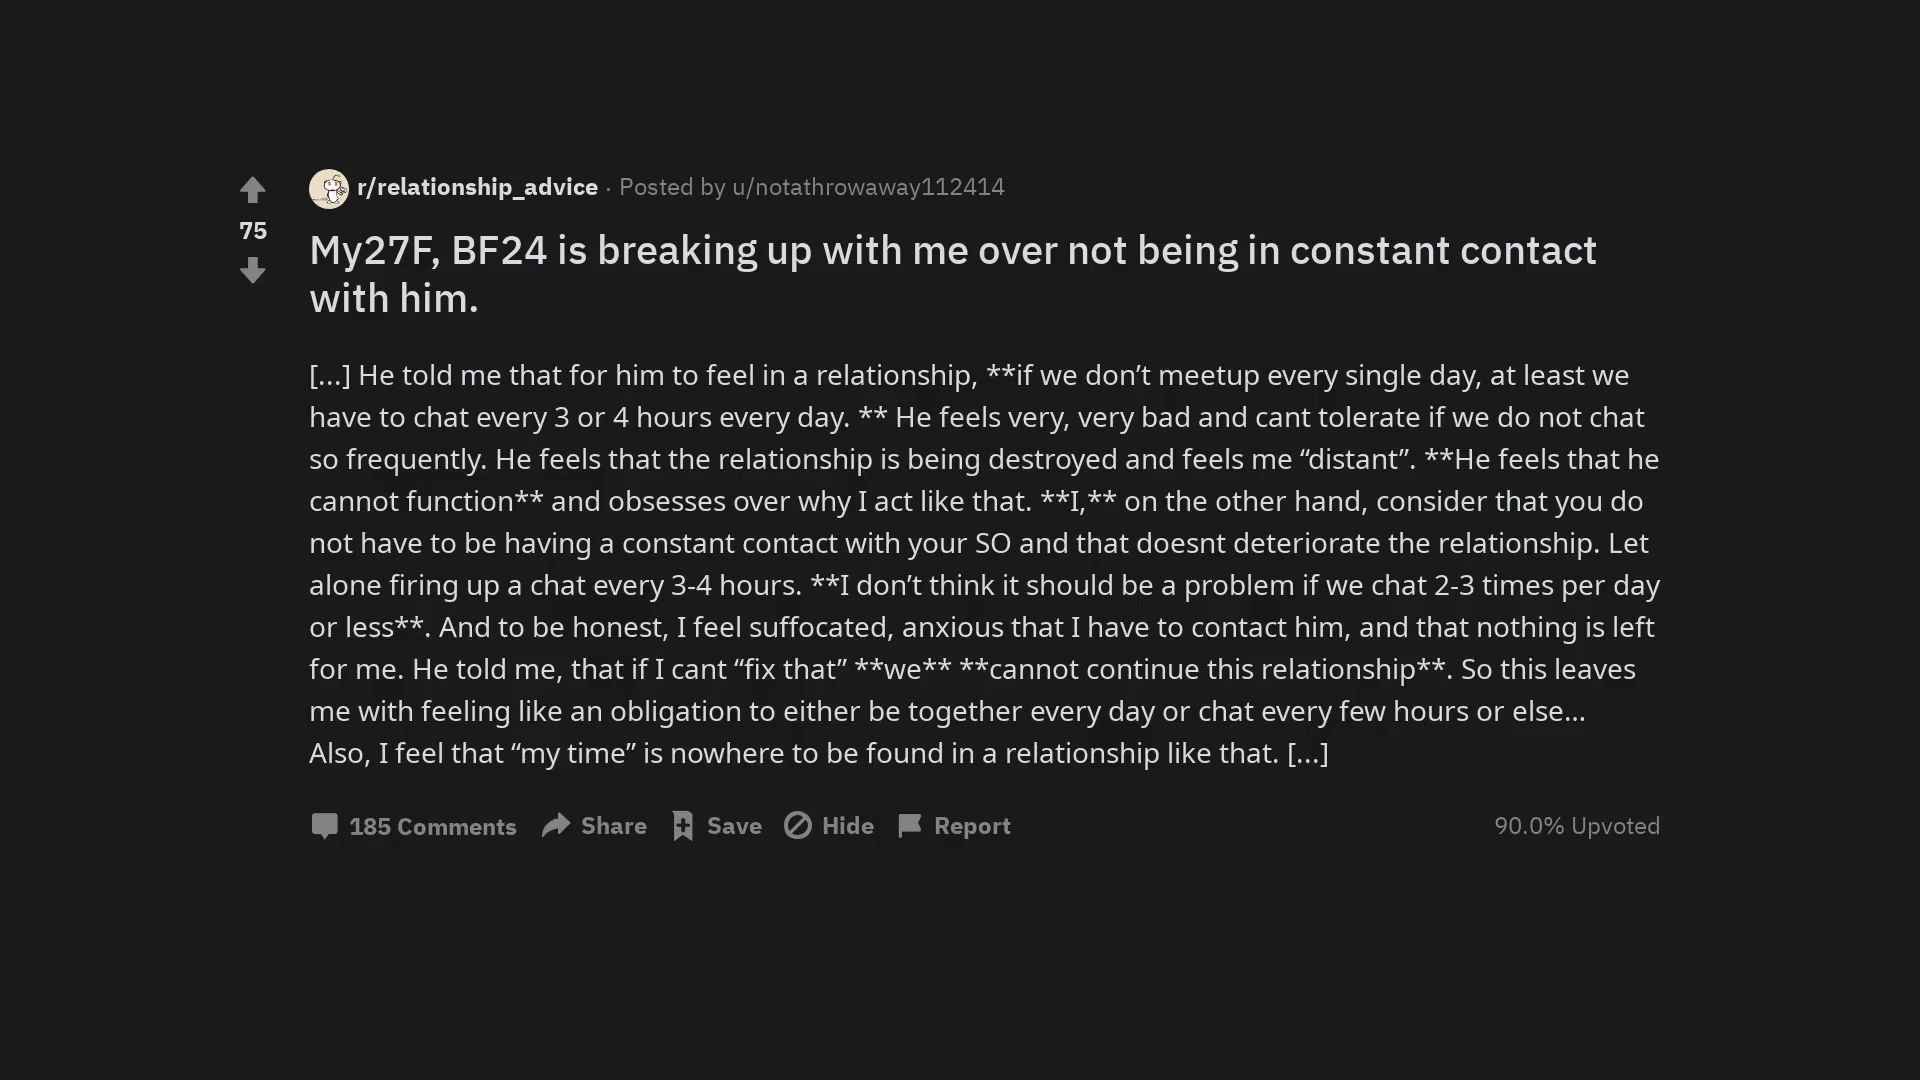 r/relationship_advice · Posted by u/notathrowaway112414
75
My27F, BF24 is breaking up with me over not being in constant contact
with him.
[...] He told me that for him to feel in a relationship, **if we don’t meetup every single day, at least we
have to chat every 3 or 4 hours every day. ** He feels very, very bad and cant tolerate if we do not chat
so frequently. He feels that the relationship is being destroyed and feels me “distant”. **He feels that he
cannot function** and obsesses over why I act like that. **I,** on the other hand, consider that you do
not have to be having a constant contact with your SO and that doesnt deteriorate the relationship. Let
alone firing up a chat every 3-4 hours. **I don’t think it should be a problem if we chat 2-3 times per day
or less**. And to be honest, I feel suffocated, anxious that I have to contact him, and that nothing is left
for me. He told me, that if I cant “fix that” **we** **cannot continue this relationship**. So this leaves
me with feeling like an obligation to either be together every day or chat every few hours or else…
Also, I feel that “my time” is nowhere to be found in a relationship like that. [...]
185 Comments Share Save Hide Report 90.0% Upvoted